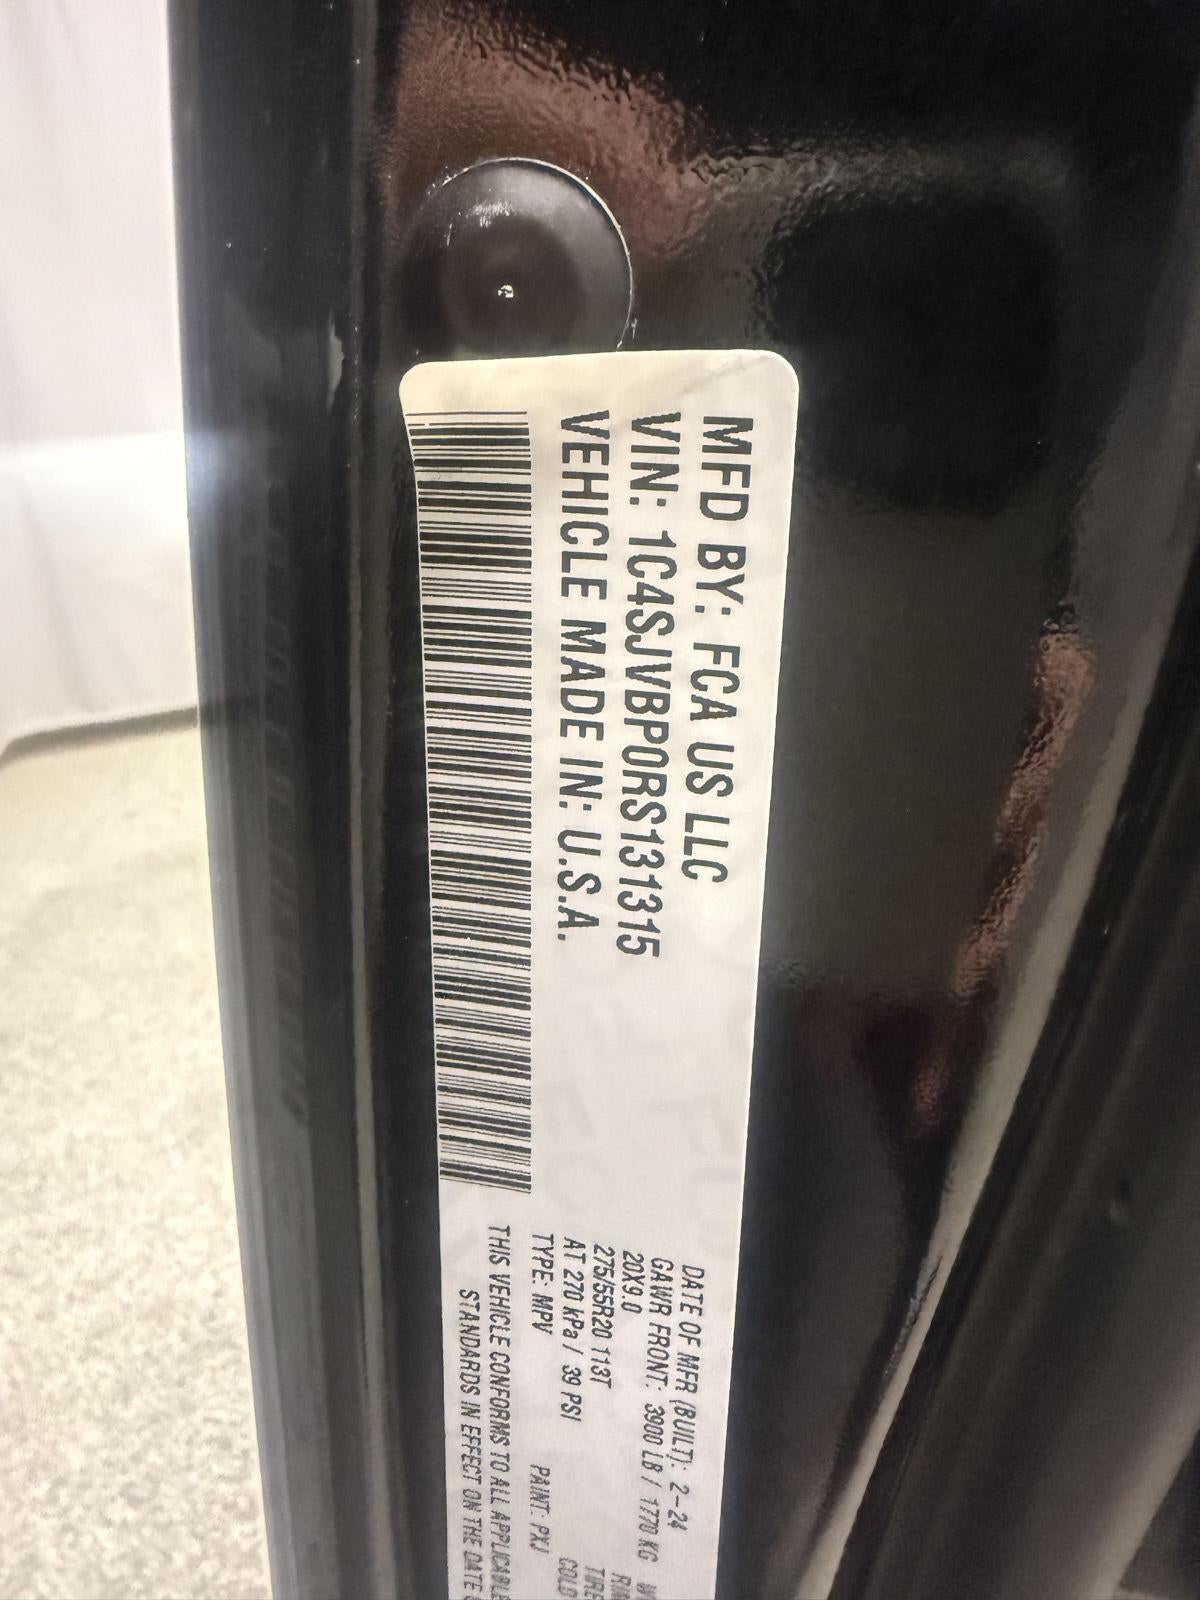 MFD BY: FCA US LLC
VIN: 1C4SJVBP0RS131315
VEHICLE MADE IN: U.S.A.
DATE OF MFR (BUILT): 2-24
GAWR FRONT: 3900 LB / 1770 KG
20X9.0
275/55R20 113T TIRE
AT 270 kPa / 39 PSI COLD
TYPE: MPV PAINT: PXJ
THIS VEHICLE CONFORMS TO ALL APPLICABLE
STANDARDS IN EFFECT ON THE DATE